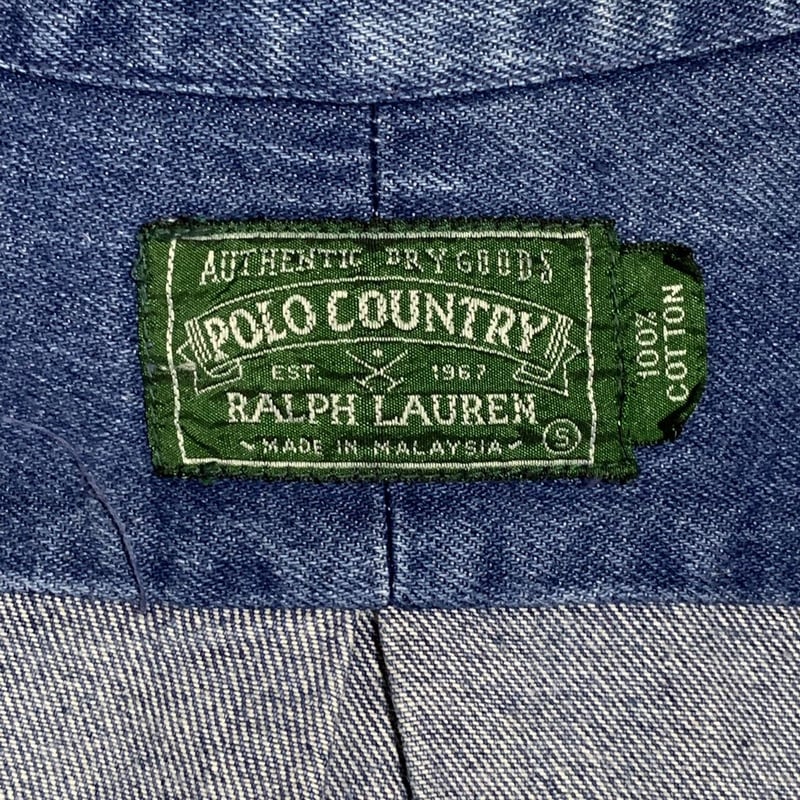 AUTHENTIC DRY GOODS
POLO COUNTRY
EST. 1967
RALPH LAUREN
MADE IN MALAYSIA
S
100%
COTTON